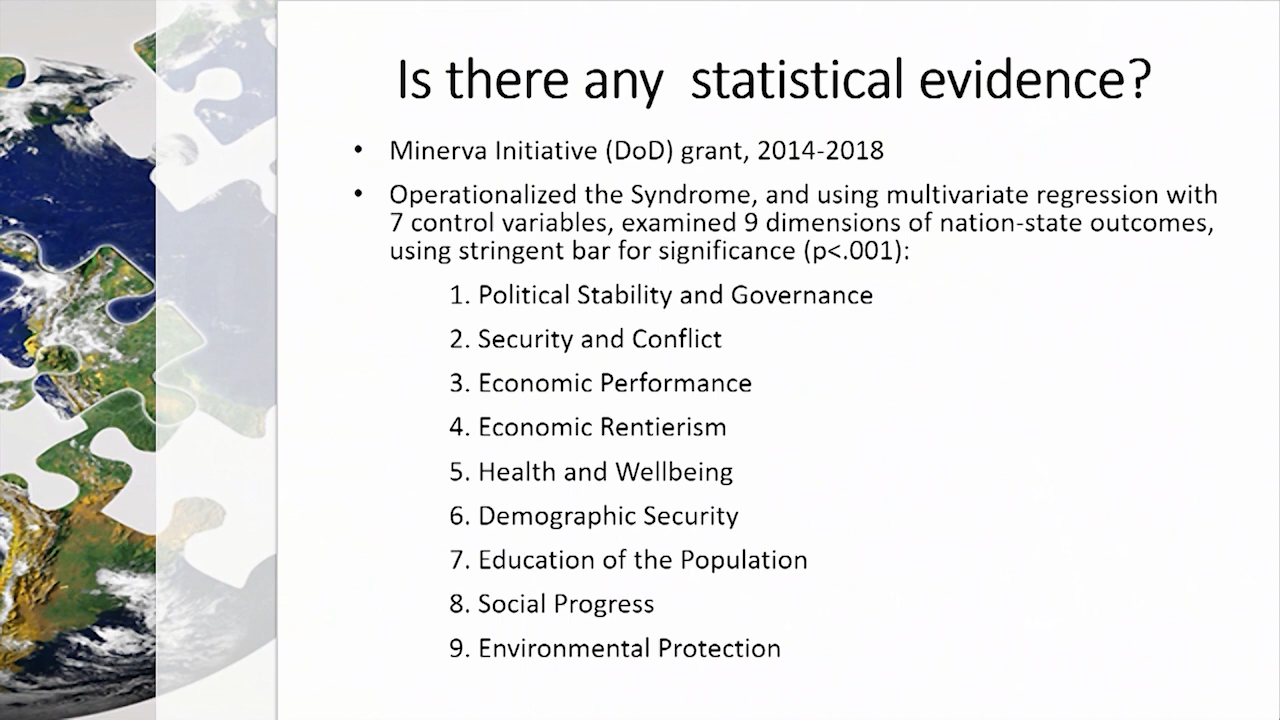 Is there any statistical evidence?
• Minerva Initiative (DoD) grant, 2014-2018
• Operationalized the Syndrome, and using multivariate regression with
7 control variables, examined 9 dimensions of nation-state outcomes,
using stringent bar for significance (p<.001):
1. Political Stability and Governance
2. Security and Conflict
3. Economic Performance
4. Economic Rentierism
5. Health and Wellbeing
6. Demographic Security
7. Education of the Population
8. Social Progress
9. Environmental Protection